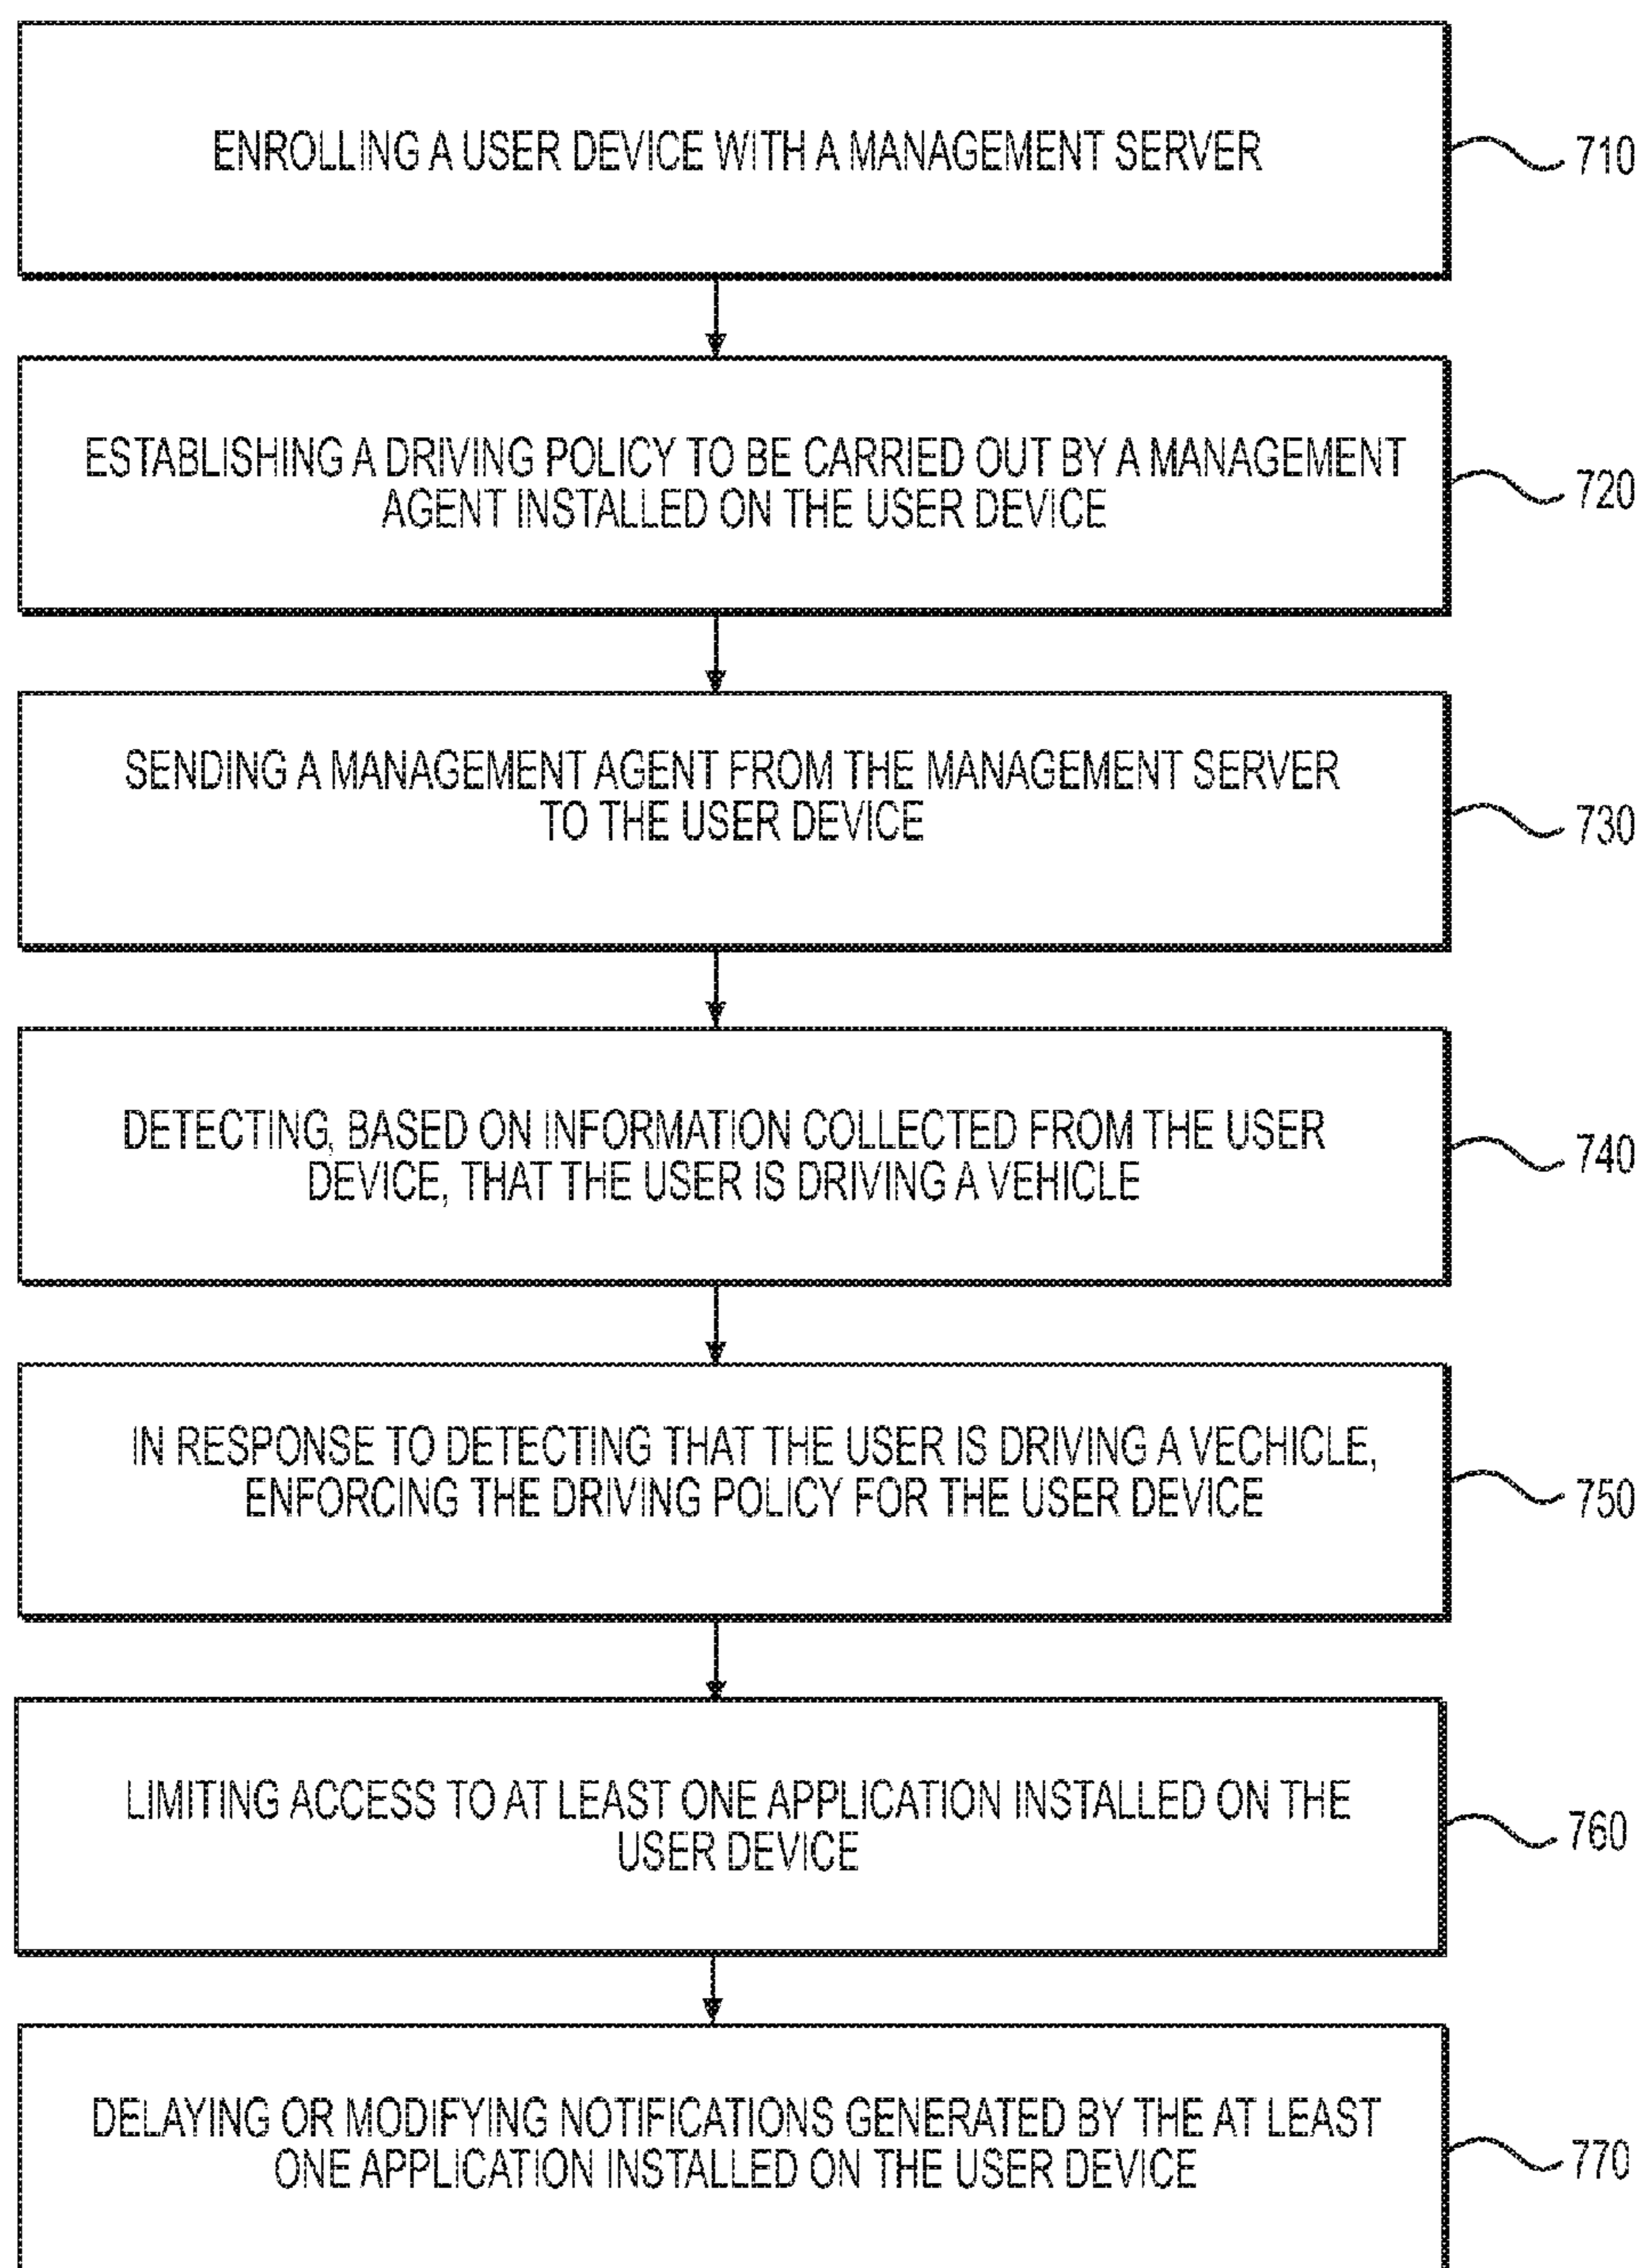 ENROLLING A USER DEVICE WITH A MANAGEMENT SERVER
710
ESTABLISHING A DRIVING POLICY TO BE CARRIED OUT BY A MANAGEMENT
AGENT INSTALLED ON THE USER DEVICE
720
SENDING A MANAGEMENT AGENT FROM THE MANAGEMENT SERVER
TO THE USER DEVICE
730
DETECTING, BASED ON INFORMATION COLLECTED FROM THE USER
DEVICE, THAT THE USER IS DRIVING A VEHICLE
740
IN RESPONSE TO DETECTING THAT THE USER IS DRIVING A VECHICLE,
ENFORCING THE DRIVING POLICY FOR THE USER DEVICE
750
LIMITING ACCESS TO AT LEAST ONE APPLICATION INSTALLED ON THE
USER DEVICE
760
DELAYING OR MODIFYING NOTIFICATIONS GENERATED BY THE AT LEAST
ONE APPLICATION INSTALLED ON THE USER DEVICE
770